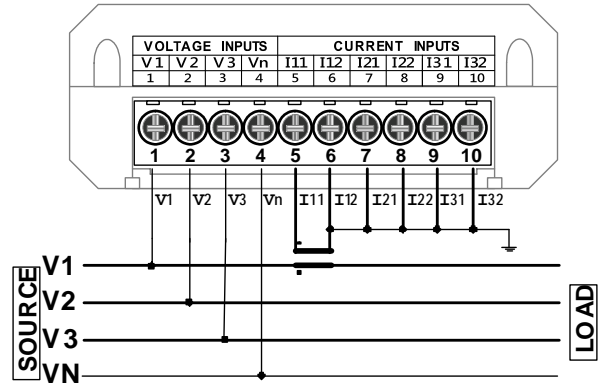 VOLTAGE INPUTS CURRENT INPUTS
V1 V2 V3 Vn I11 I12 I21 I22 I31 I32
1 2 3 4 5 6 7 8 9 10
1 2 3 4 5 6 7 8 9 10
V1 V2 V3 Vn I11 I12 I21 I22 I31 I32
SOURCE
V1
V2
V3
VN
LOAD